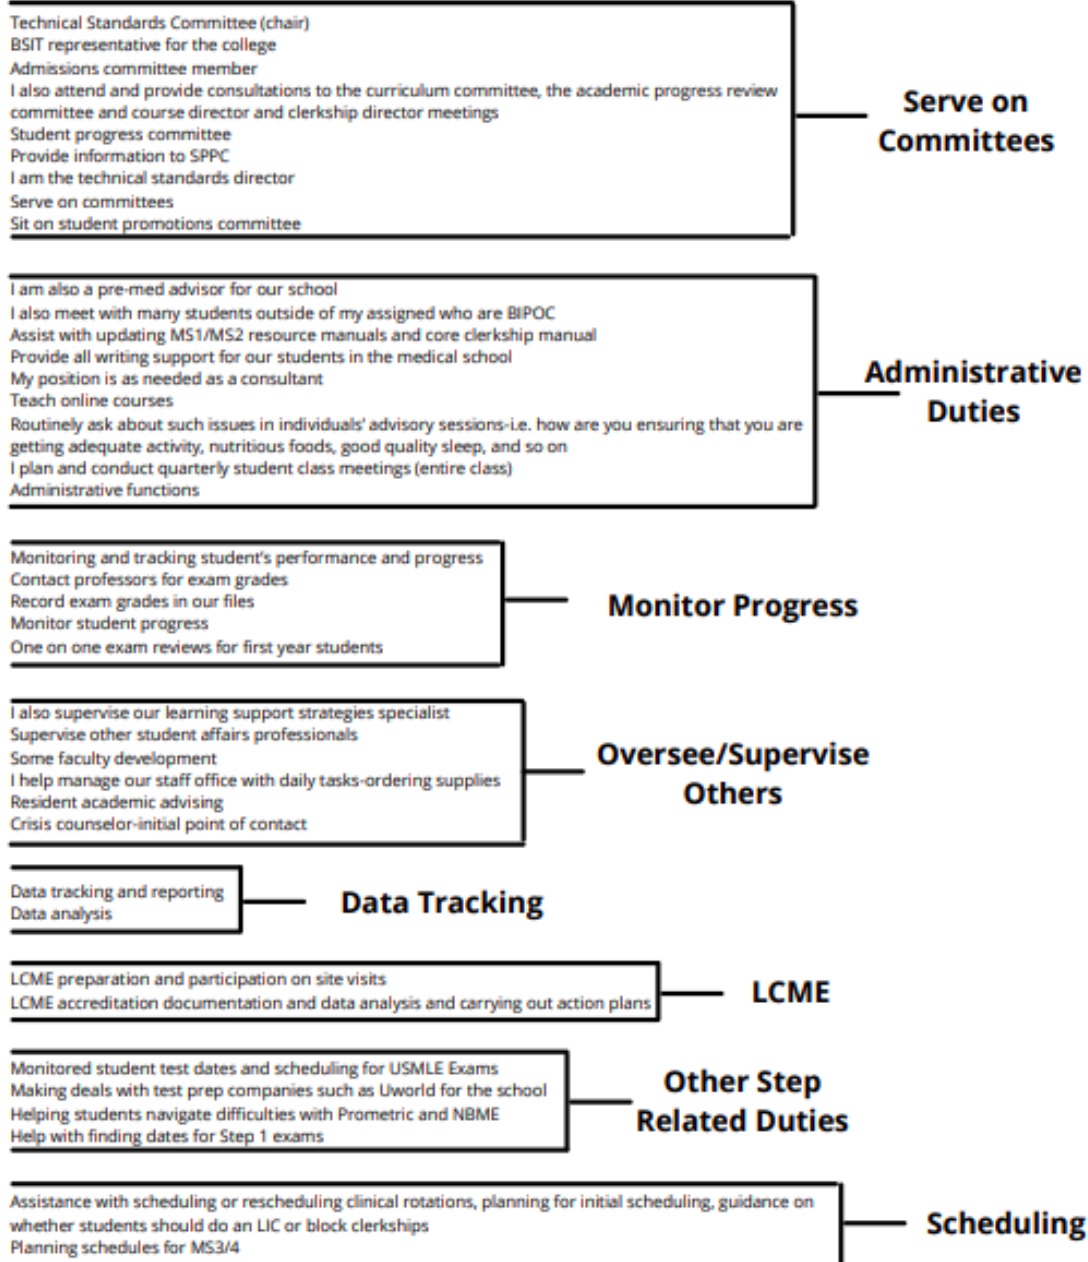 Technical Standards Committee (chair)
BSIT representative for the college
Admissions committee member
I also attend and provide consultations to the curriculum committee, the academic progress review
committee and course director and clerkship director meetings
Student progress committee
Provide information to SPPC
I am the technical standards director
Serve on committees
Sit on student promotions committee
Serve on
Committees
I am also a pre-med advisor for our school
I also meet with many students outside of my assigned who are BIPOC
Assist with updating MS1/MS2 resource manuals and core clerkship manual
Provide all writing support for our students in the medical school
My position is as needed as a consultant
Teach online courses
Routinely ask about such issues in individuals' advisory sessions-i.e. how are you ensuring that you are
getting adequate activity, nutritious foods, good quality sleep, and so on
I plan and conduct quarterly student class meetings (entire class)
Administrative functions
Administrative
Duties
Monitoring and tracking student's performance and progress
Contact professors for exam grades
Record exam grades in our files
Monitor student progress
One on one exam reviews for first year students
Monitor Progress
I also supervise our learning support strategies specialist
Supervise other student affairs professionals
Some faculty development
I help manage our staff office with daily tasks-ordering supplies
Resident academic advising
Crisis counselor-initial point of contact
Oversee/Supervise
Others
Data tracking and reporting
Data analysis
Data Tracking
LCME preparation and participation on site visits
LCME accreditation documentation and data analysis and carrying out action plans
LCME
Monitored student test dates and scheduling for USMLE Exams
Making deals with test prep companies such as Uworld for the school
Helping students navigate difficulties with Prometric and NBME
Help with finding dates for Step 1 exams
Other Step
Related Duties
Assistance with scheduling or rescheduling clinical rotations, planning for initial scheduling, guidance on
whether students should do an LIC or block clerkships
Planning schedules for MS3/4
Scheduling